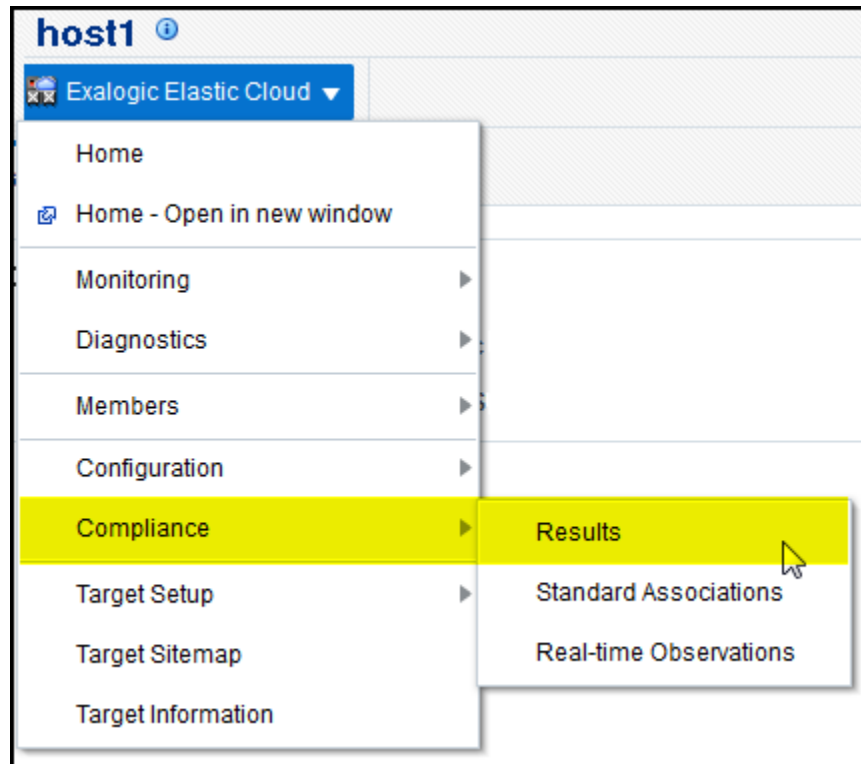 host1
Exalogic Elastic Cloud
Home
Home - Open in new window
Monitoring
Diagnostics
Members
Configuration
Compliance
Results
Standard Associations
Real-time Observations
Target Setup
Target Sitemap
Target Information